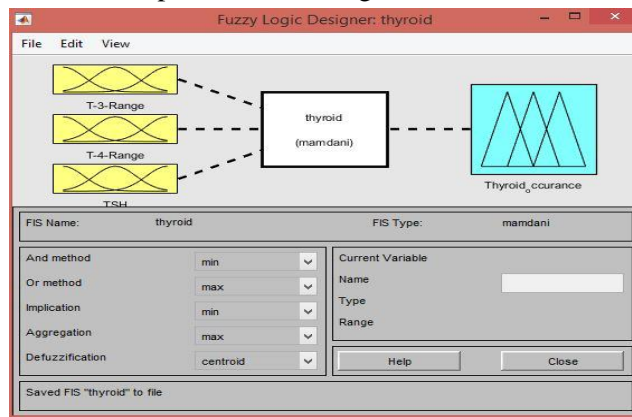 Fuzzy Logic Designer: thyroid
File Edit View
T-3-Range
T-4-Range
TSH
thyroid
(mamdani)
Thyroid_occurance
FIS Name: thyroid FIS Type: mamdani
And method min
Or method max
Implication min
Aggregation max
Defuzzification centroid
Current Variable
Name
Type
Range
Help Close
Saved FIS "thyroid" to file